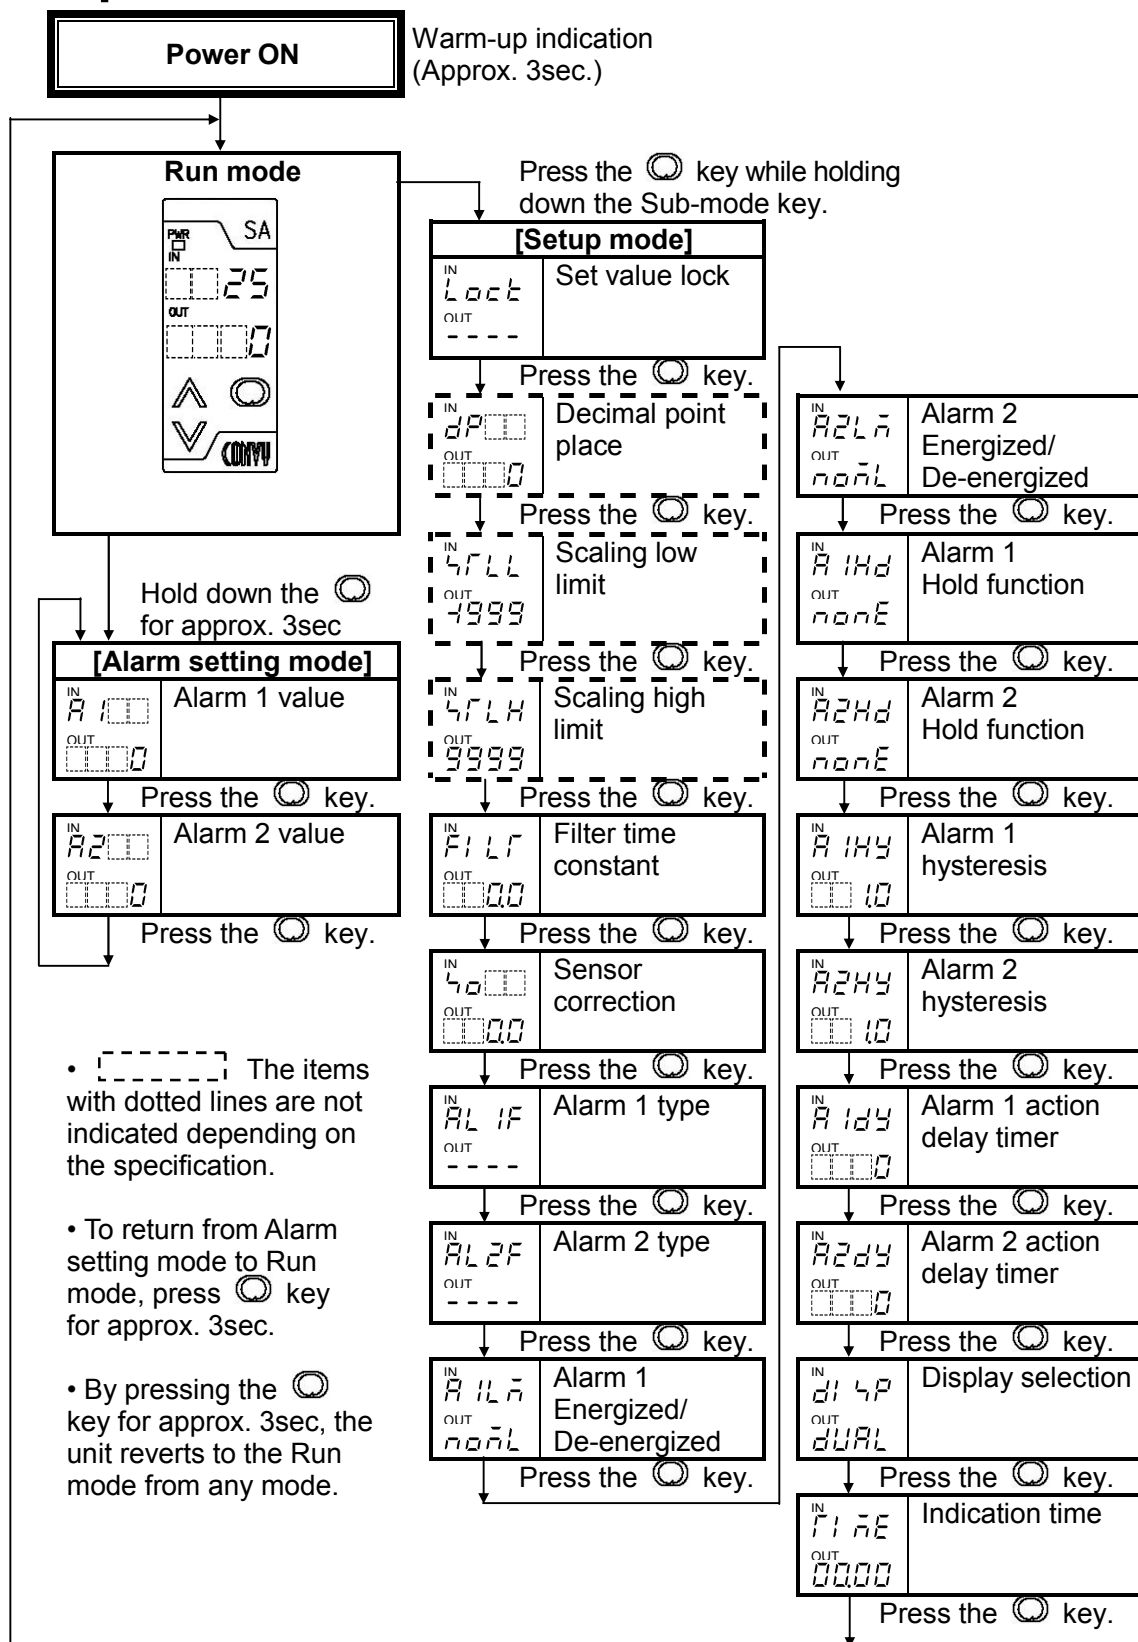 Power ON
Warm-up indication
(Approx. 3sec.)
Run mode
PWR
SA
IN
25
OUT
0
CONVY
Press the key while holding
down the Sub-mode key.
[Setup mode]
IN
Lock
OUT
----
Set value lock
Press the key.
IN
dP
OUT
0
Decimal point
place
Press the key.
IN
SrLL
OUT
-1999
Scaling low
limit
Press the key.
IN
SrLH
OUT
9999
Scaling high
limit
Press the key.
IN
FILr
OUT
0.0
Filter time
constant
Press the key.
IN
So
OUT
0.0
Sensor
correction
Press the key.
IN
AL1F
OUT
----
Alarm 1 type
Press the key.
IN
AL2F
OUT
----
Alarm 2 type
Press the key.
IN
A1Lm
OUT
nomL
Alarm 1
Energized/
De-energized
Press the key.
IN
A2Lm
OUT
nomL
Alarm 2
Energized/
De-energized
Press the key.
IN
A1Hd
OUT
nonE
Alarm 1
Hold function
Press the key.
IN
A2Hd
OUT
nonE
Alarm 2
Hold function
Press the key.
IN
A1Hy
OUT
1.0
Alarm 1
hysteresis
Press the key.
IN
A2Hy
OUT
1.0
Alarm 2
hysteresis
Press the key.
IN
A1dy
OUT
0
Alarm 1 action
delay timer
Press the key.
IN
A2dy
OUT
0
Alarm 2 action
delay timer
Press the key.
IN
dISP
OUT
dUAL
Display selection
Press the key.
IN
TImE
OUT
00.00
Indication time
Press the key.
Hold down the
for approx. 3sec
[Alarm setting mode]
IN
A1
OUT
0
Alarm 1 value
Press the key.
IN
A2
OUT
0
Alarm 2 value
Press the key.
• The items
with dotted lines are not
indicated depending on
the specification.
• To return from Alarm
setting mode to Run
mode, press key
for approx. 3sec.
• By pressing the
key for approx. 3sec, the
unit reverts to the Run
mode from any mode.